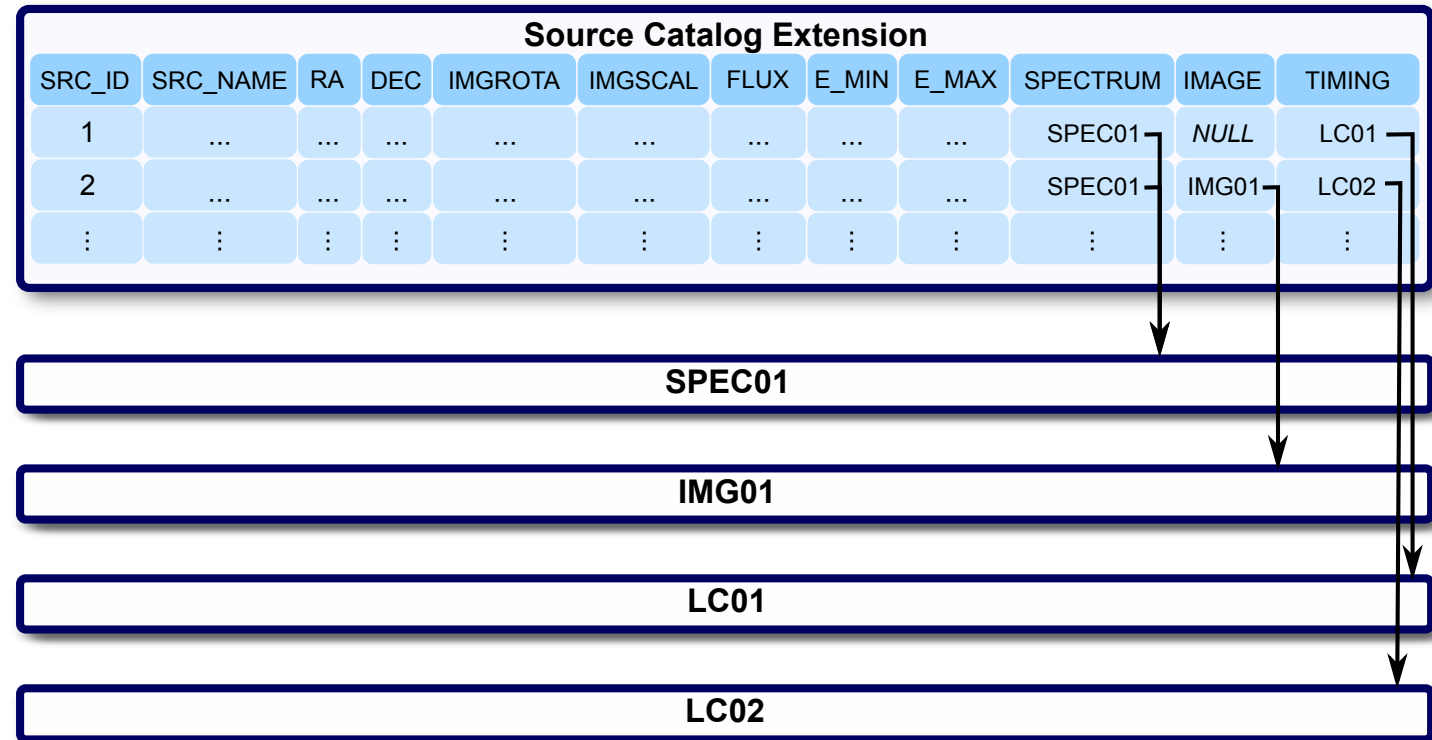 Source Catalog Extension
SRC_ID SRC_NAME RA DEC IMGROTA IMGSCAL FLUX E_MIN E_MAX SPECTRUM IMAGE TIMING
1 ... ... ... ... ... ... ... ... SPEC01 NULL LC01
2 ... ... ... ... ... ... ... ... SPEC01 IMG01 LC02
⋮ ⋮ ⋮ ⋮ ⋮ ⋮ ⋮ ⋮ ⋮ ⋮ ⋮ ⋮
SPEC01
IMG01
LC01
LC02